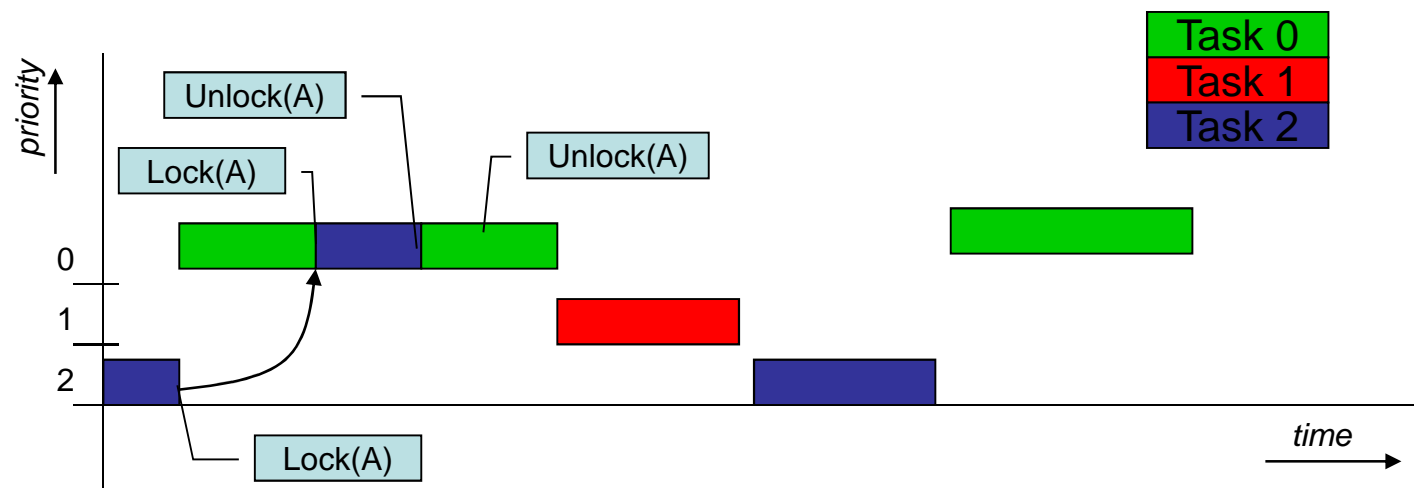 Task 0
Task 1
Task 2
priority
Unlock(A)
Lock(A)
Unlock(A)
0
1
2
Lock(A)
time